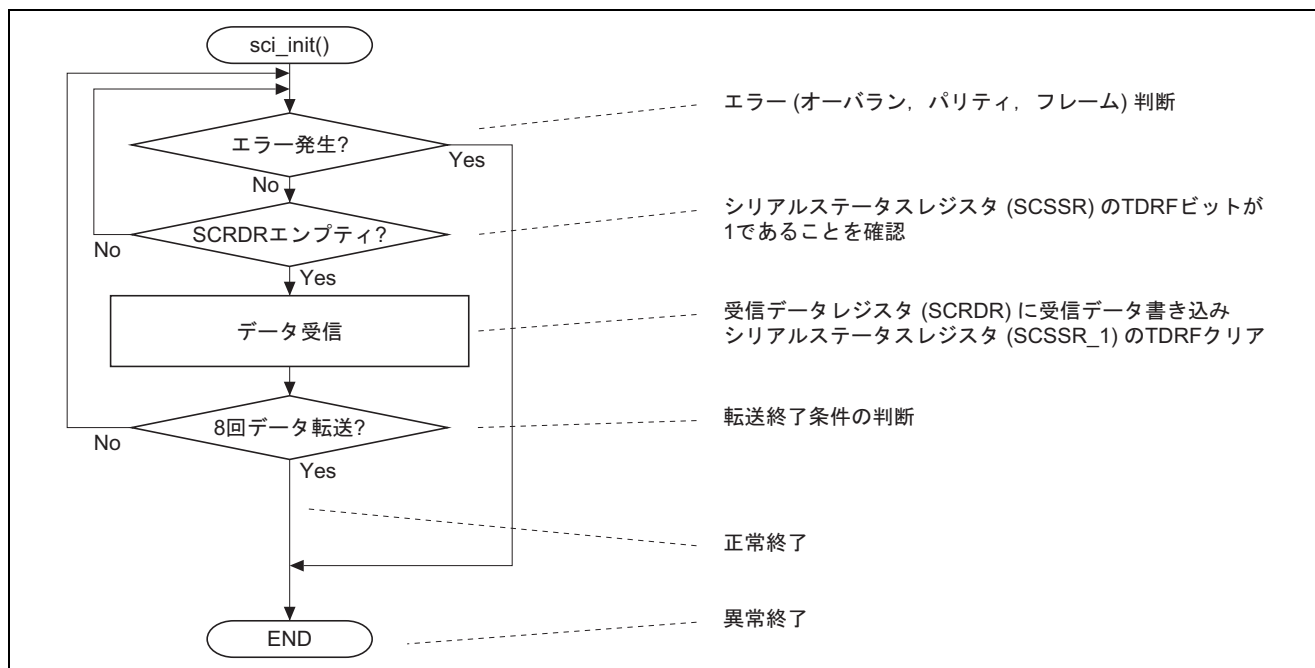 sci_init()
エラー (オーバラン, パリティ, フレーム) 判断
エラー発生?
Yes
No
シリアルステータスレジスタ (SCSSR) のTDRFビットが
1であることを確認
SCRDRエンプティ?
No
Yes
受信データレジスタ (SCRDR) に受信データ書き込み
シリアルステータスレジスタ (SCSSR_1) のTDRFクリア
データ受信
8回データ転送?
転送終了条件の判断
No
Yes
正常終了
END
異常終了